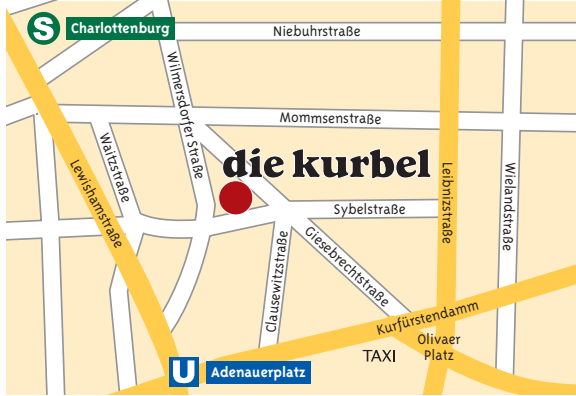 S Charlottenburg
Niebuhrstraße
Wilmersdorfer Straße
Mommsenstraße
Waitzstraße
Lewishamstraße
die kurbel
Leibnizstraße
Wielandstraße
Sybelstraße
Giesebrechtstraße
Clausewitzstraße
Kurfürstendamm
Olivaer
Platz
TAXI
U Adenauerplatz